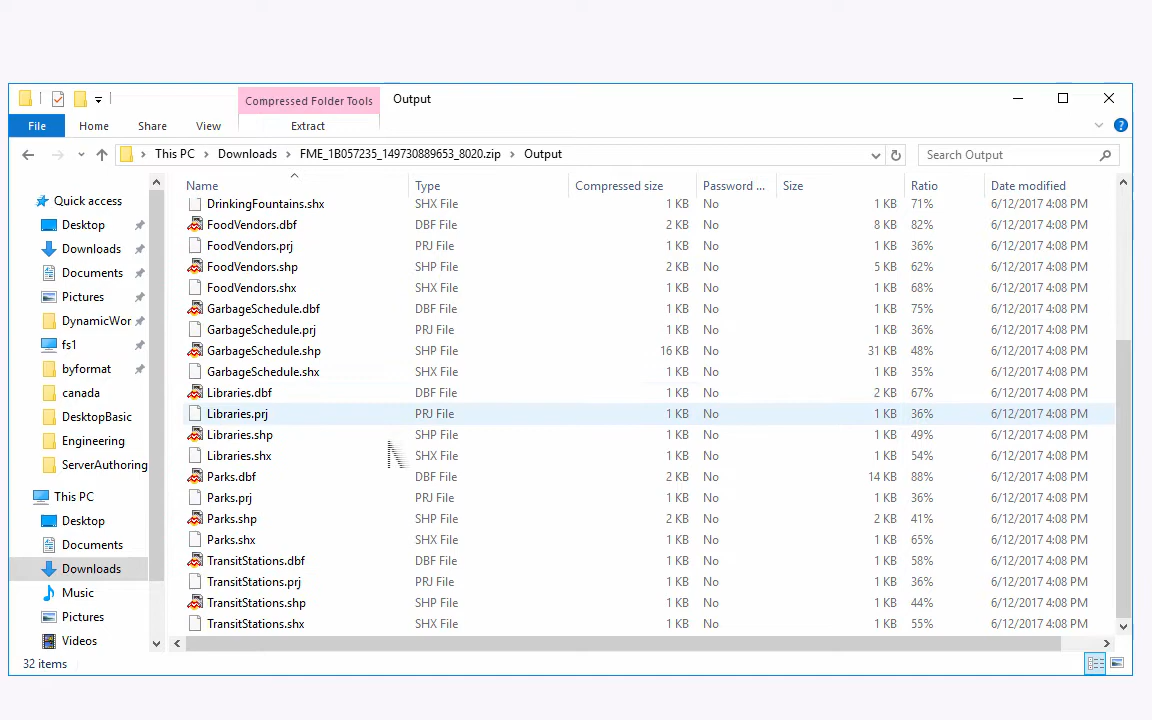 Compressed Folder Tools Output
File Home Share View Extract
This PC Downloads FME_1B057235_149730889653_8020.zip Output Search Output
Name Type Compressed size Password ... Size Ratio Date modified
DrinkingFountains.shx SHX File 1 KB No 1 KB 71% 6/12/2017 4:08 PM
FoodVendors.dbf DBF File 2 KB No 8 KB 82% 6/12/2017 4:08 PM
FoodVendors.prj PRJ File 1 KB No 1 KB 36% 6/12/2017 4:08 PM
FoodVendors.shp SHP File 2 KB No 5 KB 62% 6/12/2017 4:08 PM
FoodVendors.shx SHX File 1 KB No 1 KB 68% 6/12/2017 4:08 PM
GarbageSchedule.dbf DBF File 1 KB No 1 KB 75% 6/12/2017 4:08 PM
GarbageSchedule.prj PRJ File 1 KB No 1 KB 36% 6/12/2017 4:08 PM
GarbageSchedule.shp SHP File 16 KB No 31 KB 48% 6/12/2017 4:08 PM
GarbageSchedule.shx SHX File 1 KB No 1 KB 35% 6/12/2017 4:08 PM
Libraries.dbf DBF File 1 KB No 2 KB 67% 6/12/2017 4:08 PM
Libraries.prj PRJ File 1 KB No 1 KB 36% 6/12/2017 4:08 PM
Libraries.shp SHP File 1 KB No 1 KB 49% 6/12/2017 4:08 PM
Libraries.shx SHX File 1 KB No 1 KB 54% 6/12/2017 4:08 PM
Parks.dbf DBF File 2 KB No 14 KB 88% 6/12/2017 4:08 PM
Parks.prj PRJ File 1 KB No 1 KB 36% 6/12/2017 4:08 PM
Parks.shp SHP File 2 KB No 2 KB 41% 6/12/2017 4:08 PM
Parks.shx SHX File 1 KB No 1 KB 65% 6/12/2017 4:08 PM
TransitStations.dbf DBF File 1 KB No 1 KB 58% 6/12/2017 4:08 PM
TransitStations.prj PRJ File 1 KB No 1 KB 36% 6/12/2017 4:08 PM
TransitStations.shp SHP File 1 KB No 1 KB 44% 6/12/2017 4:08 PM
TransitStations.shx SHX File 1 KB No 1 KB 55% 6/12/2017 4:08 PM
Quick access
Desktop
Downloads
Documents
Pictures
DynamicWor
fs1
byformat
canada
DesktopBasic
Engineering
ServerAuthoring
This PC
Desktop
Documents
Downloads
Music
Pictures
Videos
32 items